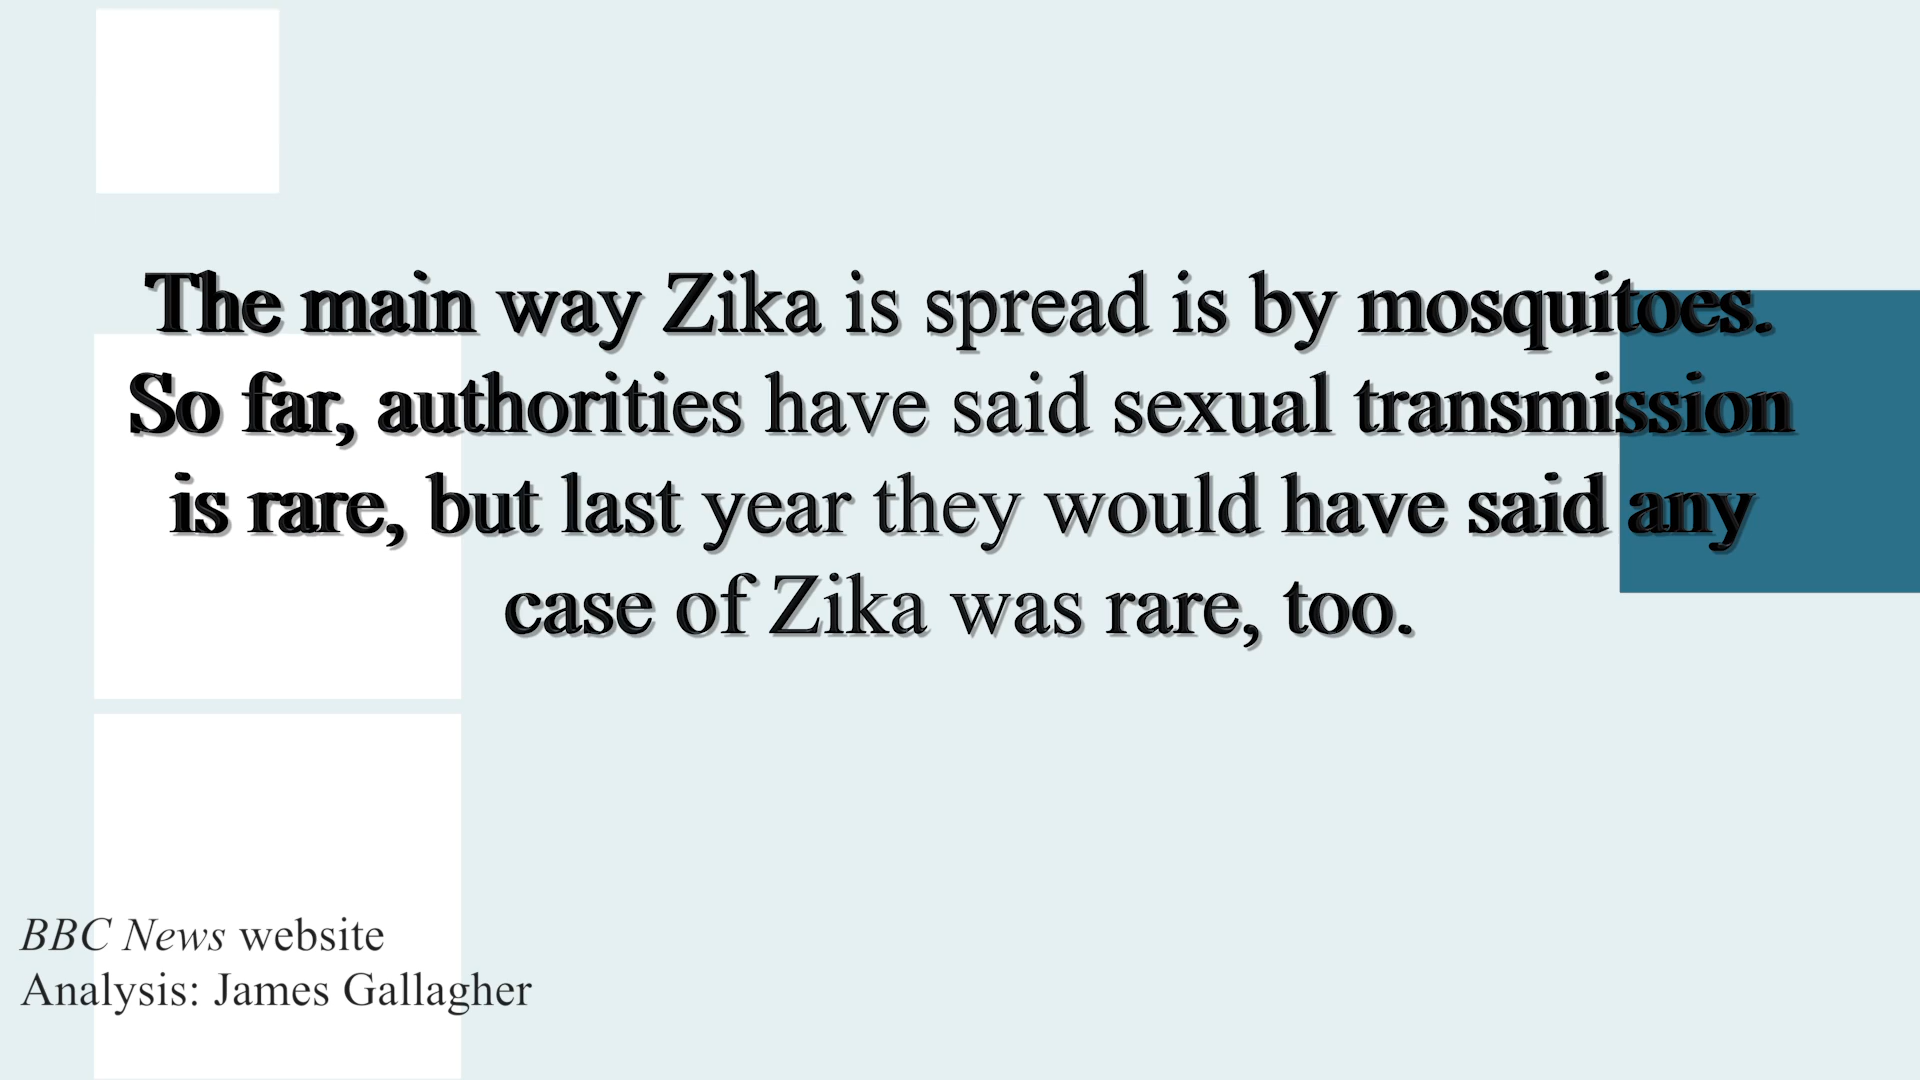 The main way Zika is spread is by mosquitoes.
So far, authorities have said sexual transmission
is rare, but last year they would have said any
case of Zika was rare, too.
BBC News website
Analysis: James Gallagher